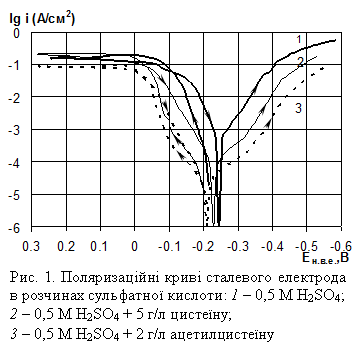 lg i (А/см²)
0
-1
-2
-3
-4
-5
-6
1
2
3
0.3 0.2 0.1 0 -0.1 -0.2 -0.3 -0.4 -0.5 -0.6
Eн.в.е.,В
Рис. 1. Поляризаційні криві сталевого електрода
в розчинах сульфатної кислоти: 1 – 0,5 М H2SO4;
2 – 0,5 М H2SO4 + 5 г/л цистеїну;
3 – 0,5 М H2SO4 + 2 г/л ацетилцистеїну